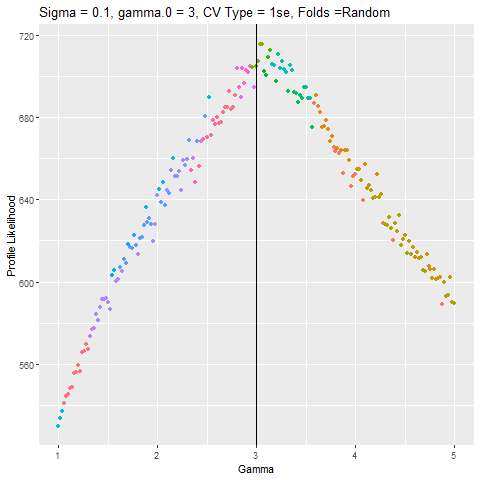 Sigma = 0.1, gamma.0 = 3, CV Type = 1se, Folds =Random
720
680
640
600
560
Profile Likelihood
1 2 3 4 5
Gamma